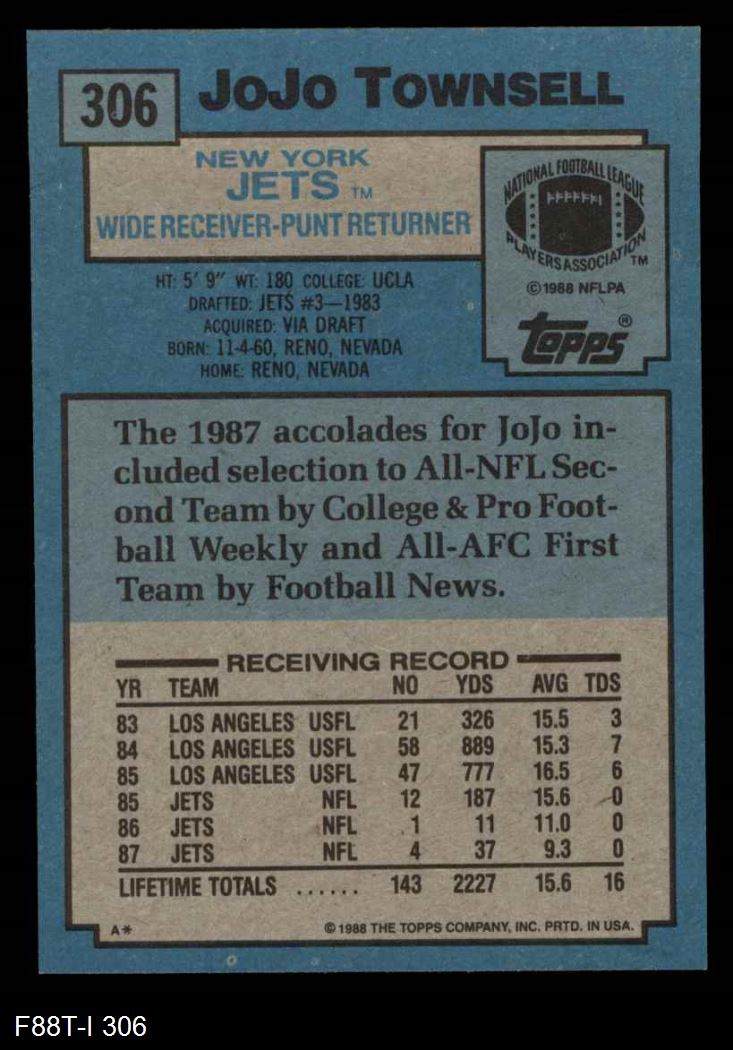 306
JoJo Townsell
NEW YORK
JETS TM
WIDE RECEIVER-PUNT RETURNER
NATIONAL FOOTBALL LEAGUE
PLAYERS ASSOCIATION TM
©1988 NFLPA
topps®
HT: 5' 9" WT: 180 COLLEGE: UCLA
DRAFTED: JETS #3—1983
ACQUIRED: VIA DRAFT
BORN: 11-4-60, RENO, NEVADA
HOME: RENO, NEVADA
The 1987 accolades for JoJo in-
cluded selection to All-NFL Sec-
ond Team by College & Pro Foot-
ball Weekly and All-AFC First
Team by Football News.
RECEIVING RECORD
YR TEAM NO YDS AVG TDS
83 LOS ANGELES USFL 21 326 15.5 3
84 LOS ANGELES USFL 58 889 15.3 7
85 LOS ANGELES USFL 47 777 16.5 6
85 JETS NFL 12 187 15.6 0
86 JETS NFL 1 11 11.0 0
87 JETS NFL 4 37 9.3 0
LIFETIME TOTALS ...... 143 2227 15.6 16
A* ©1988 THE TOPPS COMPANY, INC. PRTD. IN USA.
F88T-I 306